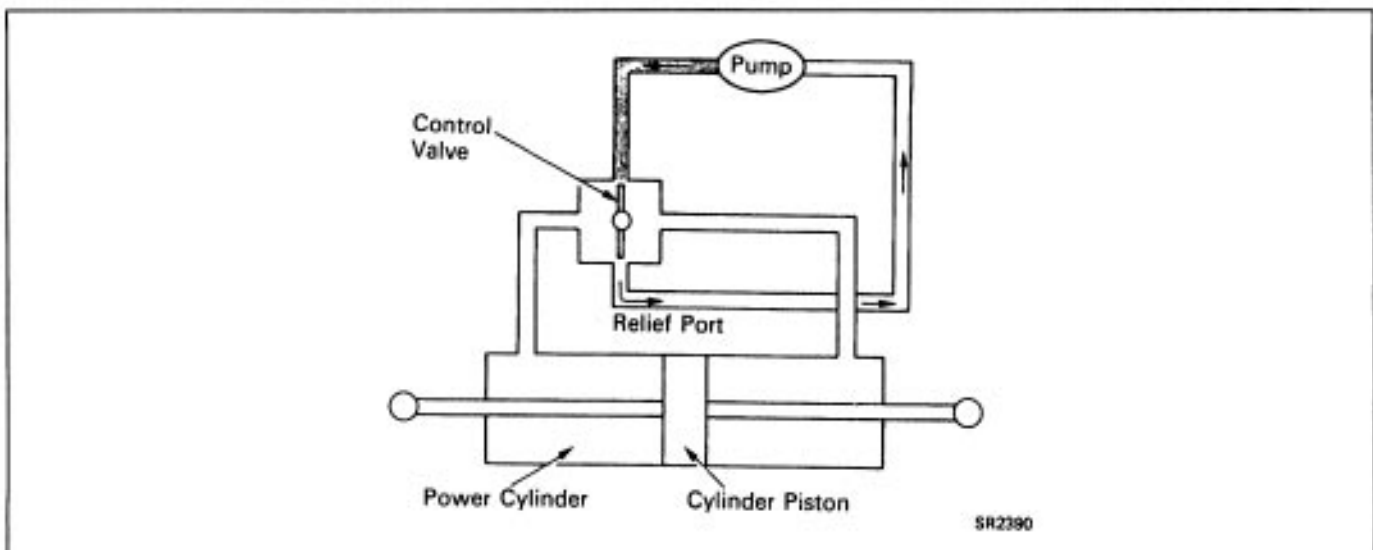 Pump
Control
Valve
Relief Port
Power Cylinder
Cylinder Piston
SR2390